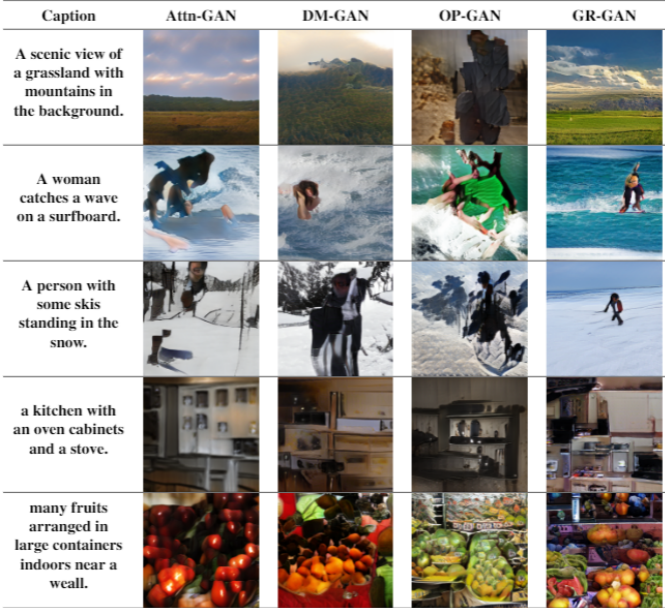 Caption Attn-GAN DM-GAN OP-GAN GR-GAN
A scenic view of
a grassland with
mountains in
the background.
A woman
catches a wave
on a surfboard.
A person with
some skis
standing in the
snow.
a kitchen with
an oven cabinets
and a stove.
many fruits
arranged in
large containers
indoors near a
weall.